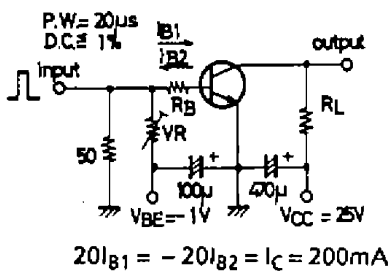 P.W.= 20μs
D.C.≦ 1%
input
IB1
IB2
output
RB
RL
VR
50
100μ
470μ
VBE=-1V
VCC=25V
20IB1 = -20IB2 = IC = 200mA